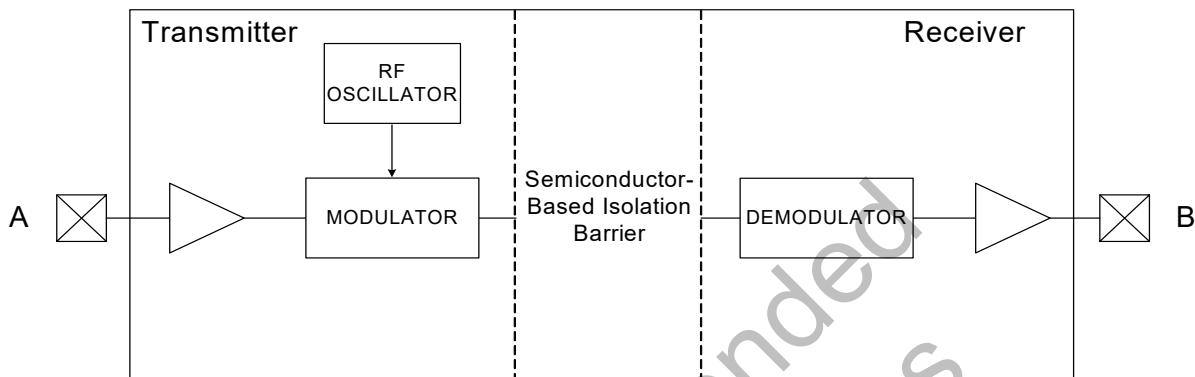 Transmitter
Receiver
RF
OSCILLATOR
A
MODULATOR
Semiconductor-
Based Isolation
Barrier
DEMODULATOR
B